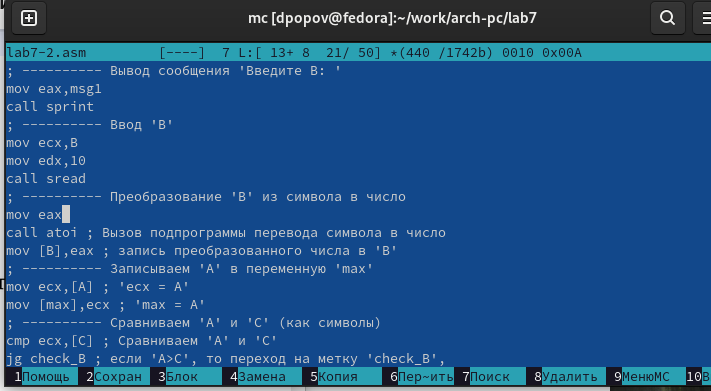 mc [dpopov@fedora]:~/work/arch-pc/lab7
lab7-2.asm [----] 7 L:[ 13+ 8 21/ 50] *(440 /1742b) 0010 0x00A
; ---------- Вывод сообщения 'Введите B: '
mov eax,msg1
call sprint
; ---------- Ввод 'B'
mov ecx,B
mov edx,10
call sread
; ---------- Преобразование 'B' из символа в число
mov eax
call atoi ; Вызов подпрограммы перевода символа в число
mov [B],eax ; запись преобразованного числа в 'B'
; ---------- Записываем 'A' в переменную 'max'
mov ecx,[A] ; 'ecx = A'
mov [max],ecx ; 'max = A'
; ---------- Сравниваем 'A' и 'С' (как символы)
cmp ecx,[C] ; Сравниваем 'A' и 'С'
jg check_B ; если 'A>C', то переход на метку 'check_B',
1Помощь 2Сохран 3Блок 4Замена 5Копия 6Пер~ить 7Поиск 8Удалить 9МенюMC 10В